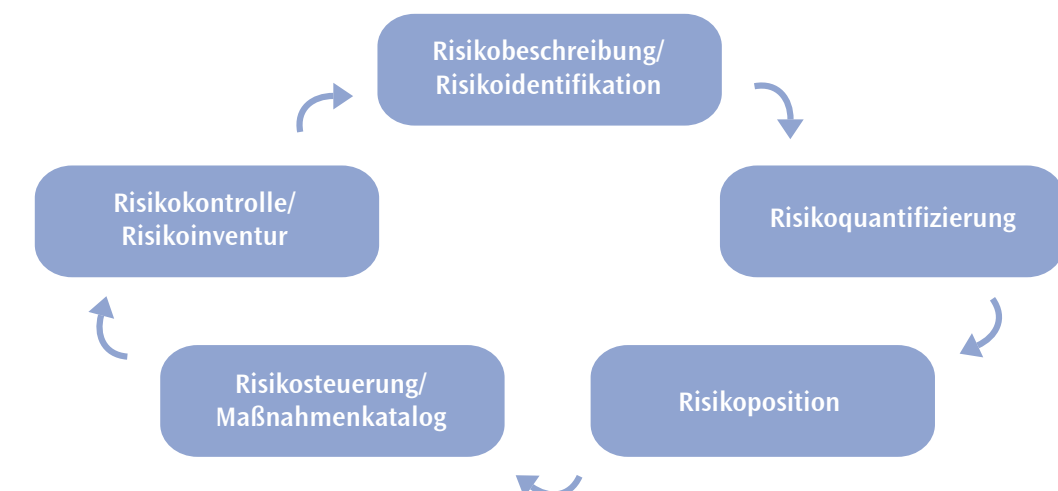 Risikobeschreibung/
Risikoidentifikation
Risikokontrolle/
Risikoinventur
Risikoquantifizierung
Risikosteuerung/
Maßnahmenkatalog
Risikoposition